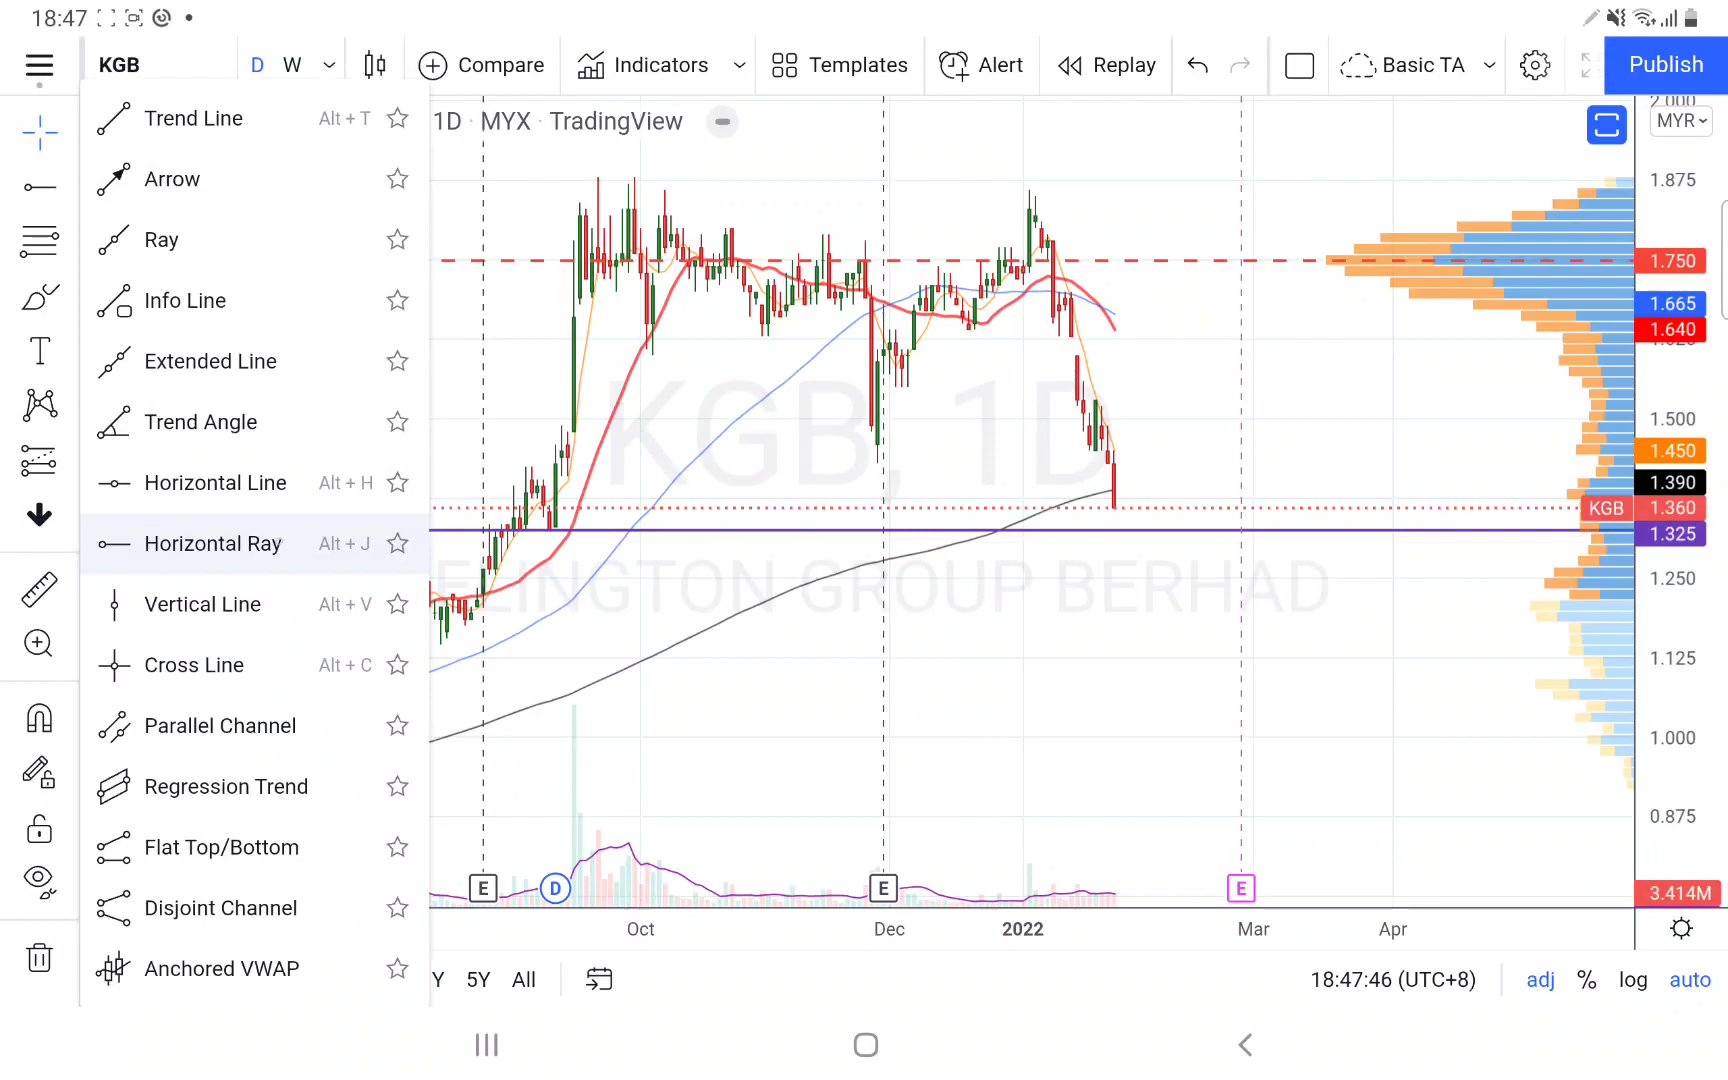 18:47
KGB D W Compare Indicators Templates Alert Replay Basic TA Publish
Trend Line Alt + T
Arrow
Ray
Info Line
Extended Line
Trend Angle
Horizontal Line Alt + H
Horizontal Ray Alt + J
Vertical Line Alt + V
Cross Line Alt + C
Parallel Channel
Regression Trend
Flat Top/Bottom
Disjoint Channel
Anchored VWAP
1D · MYX · TradingView
KGB, 1D
ELINGTON GROUP BERHAD
E D E E
2.000
MYR
1.875
1.750
1.665
1.640
1.500
1.450
1.390
KGB 1.360
1.325
1.250
1.125
1.000
0.875
3.414M
Oct Dec 2022 Mar Apr
Y 5Y All 18:47:46 (UTC+8) adj % log auto